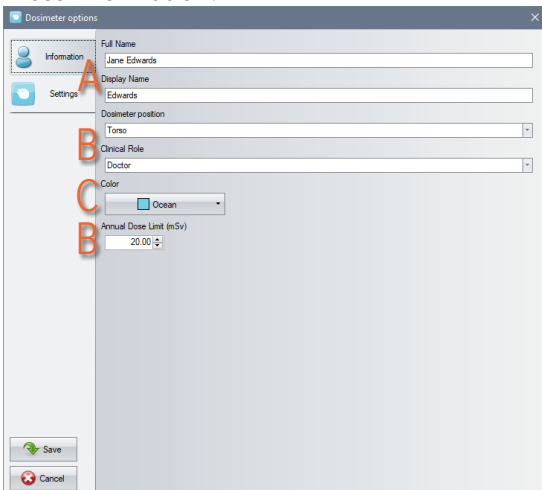 Dosimeter options
Information
Settings
Full Name
A
Jane Edwards
Display Name
Edwards
Dosimeter position
B
Torso
Clinical Role
Doctor
Color
C
Ocean
Annual Dose Limit (mSv)
B
20.00
Save
Cancel